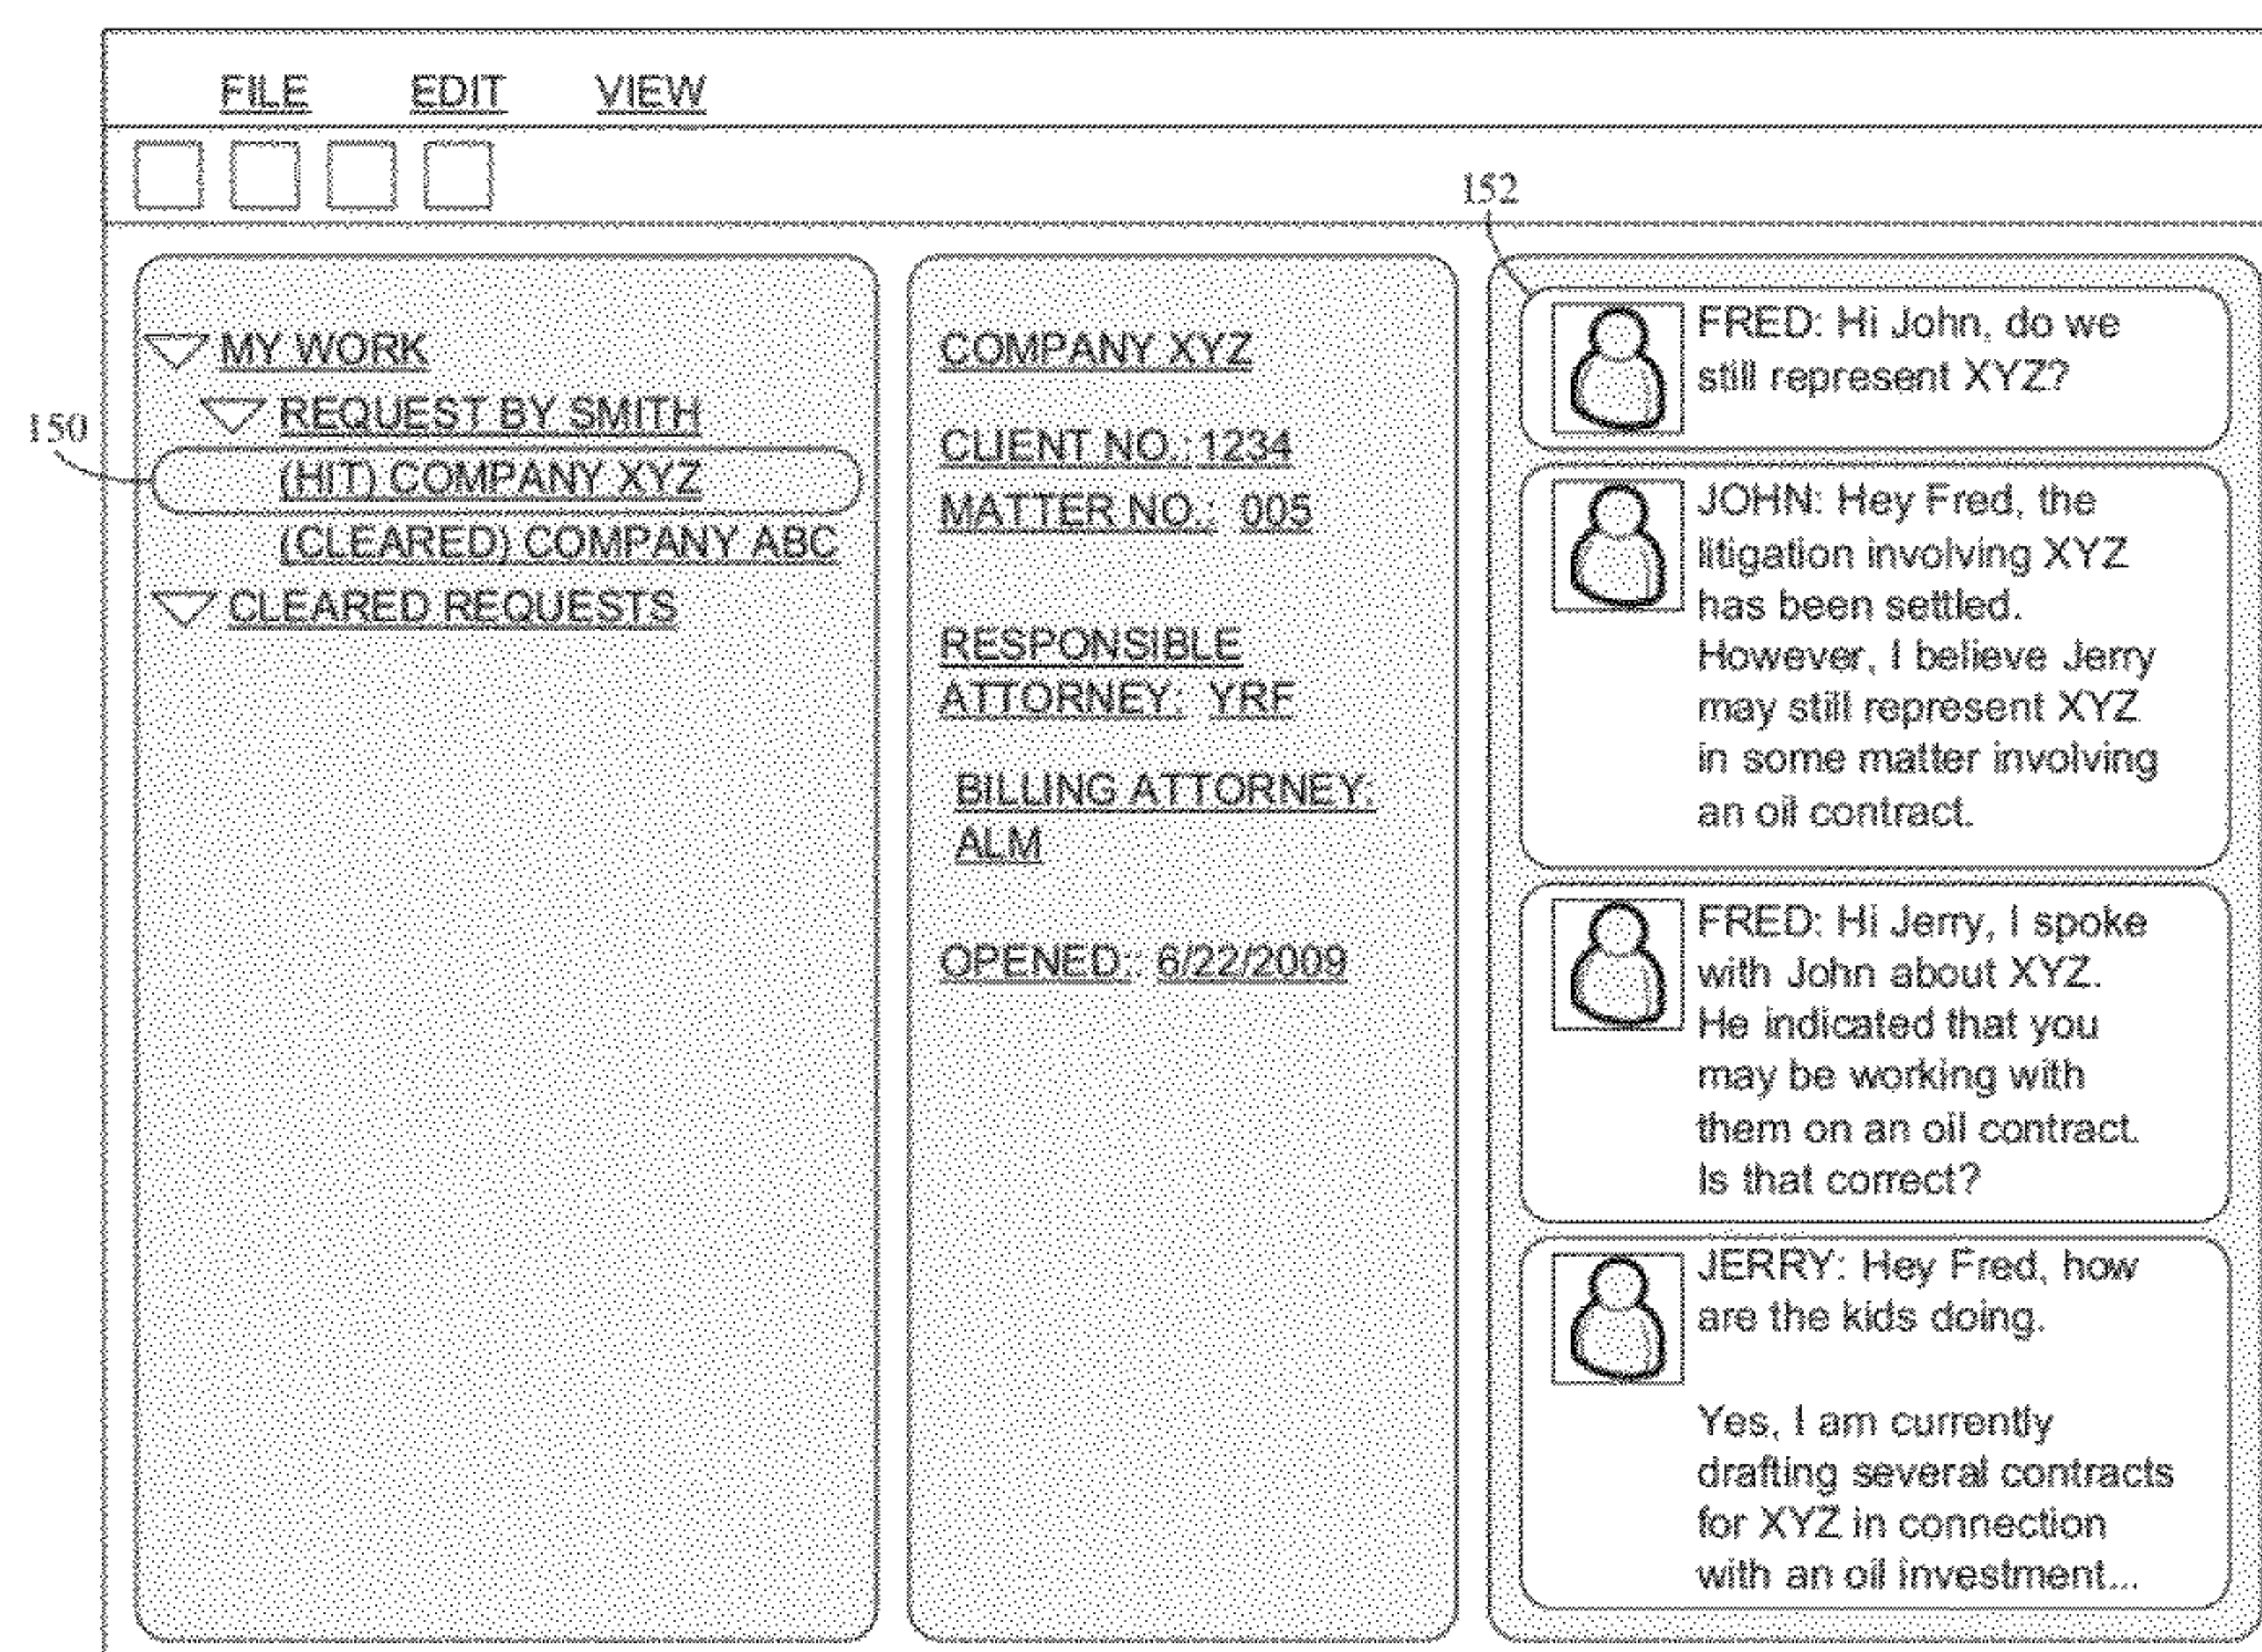 FILE EDIT VIEW
152
150
MY WORK
REQUEST BY SMITH
(HIT) COMPANY XYZ
(CLEARED) COMPANY ABC
CLEARED REQUESTS
COMPANY XYZ
CLIENT NO.: 1234
MATTER NO.: 005
RESPONSIBLE
ATTORNEY: YRF
BILLING ATTORNEY:
ALM
OPENED: 6/22/2009
FRED: Hi John, do we
still represent XYZ?
JOHN: Hey Fred, the
litigation involving XYZ
has been settled.
However, I believe Jerry
may still represent XYZ
in some matter involving
an oil contract.
FRED: Hi Jerry, I spoke
with John about XYZ.
He indicated that you
may be working with
them on an oil contract.
Is that correct?
JERRY: Hey Fred, how
are the kids doing.
Yes, I am currently
drafting several contracts
for XYZ in connection
with an oil investment...